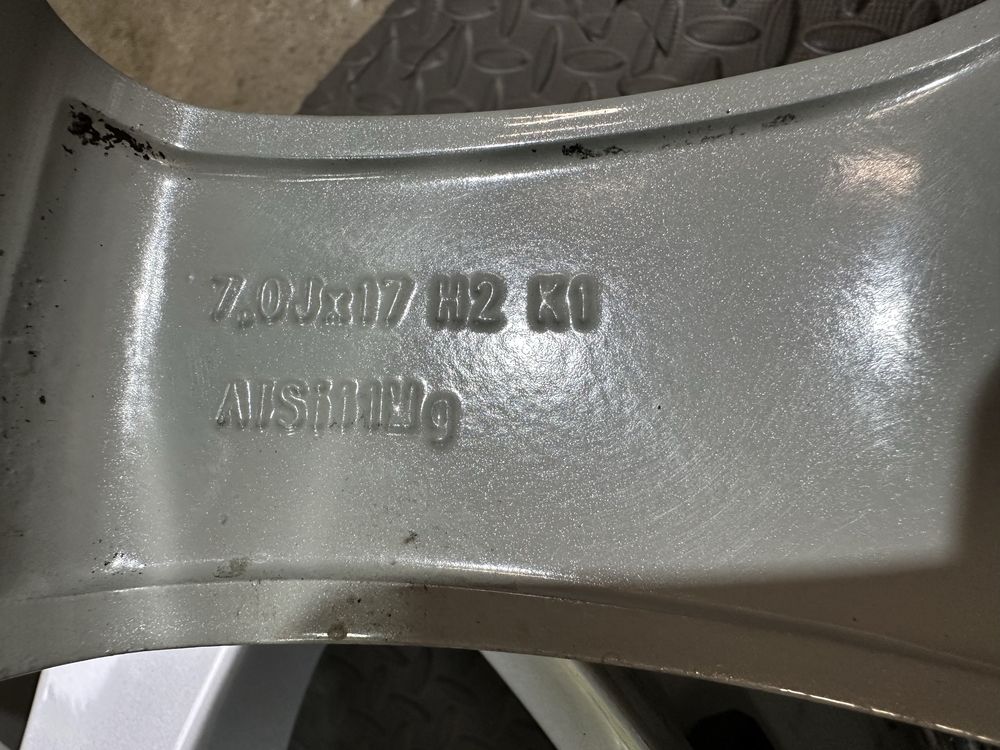 7.0Jx17 H2 K1
AlSi11Mg